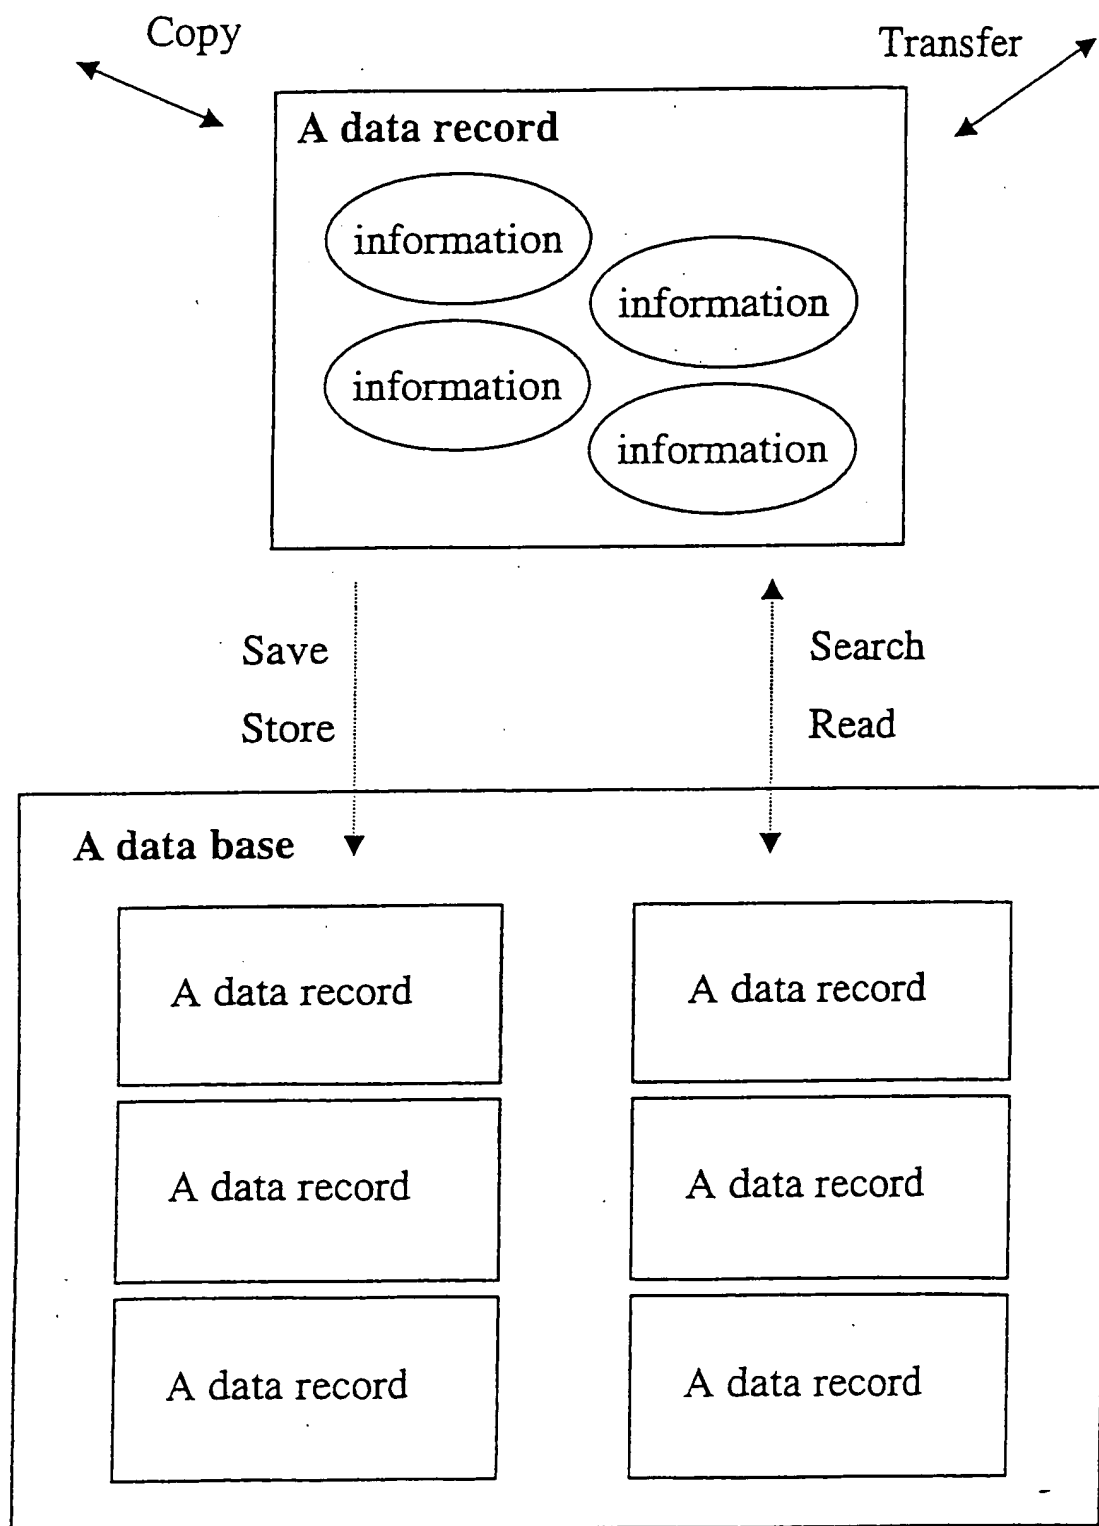 Copy
Transfer
A data record
information
information
information
information
Save
Store
Search
Read
A data base
A data record
A data record
A data record
A data record
A data record
A data record